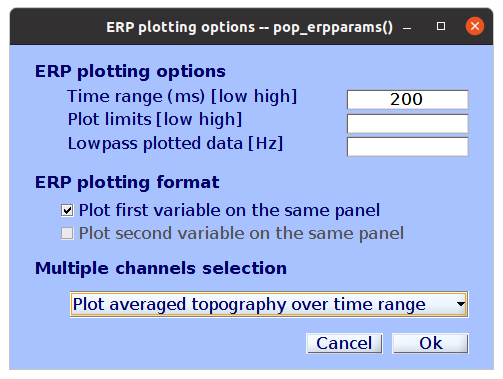 ERP plotting options -- pop_erpparams()
ERP plotting options
Time range (ms) [low high] 200
Plot limits [low high]
Lowpass plotted data [Hz]
ERP plotting format
Plot first variable on the same panel
Plot second variable on the same panel
Multiple channels selection
Plot averaged topography over time range
Cancel Ok